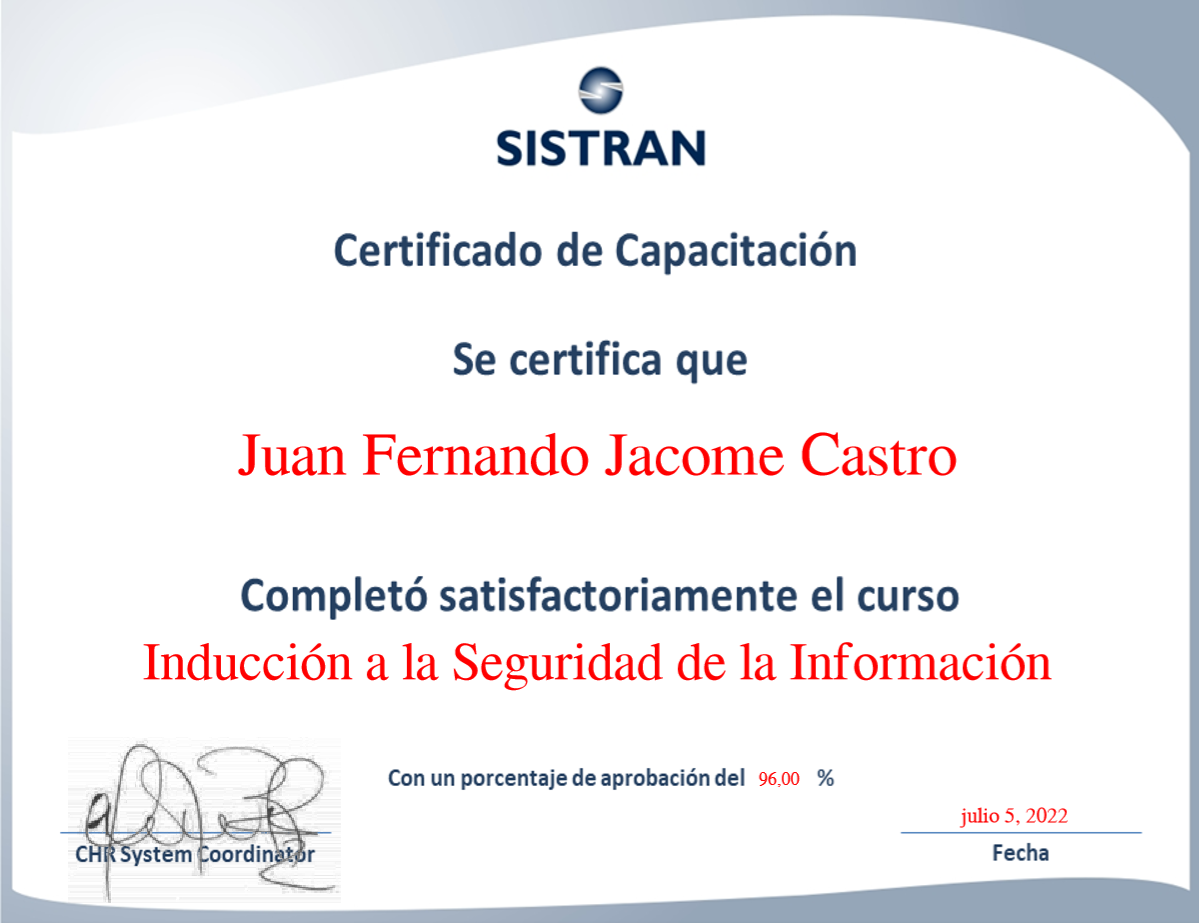 SISTRAN
Certificado de Capacitación
Se certifica que
Juan Fernando Jacome Castro
Completó satisfactoriamente el curso
Inducción a la Seguridad de la Información
Con un porcentaje de aprobación del 96,00 %
julio 5, 2022
CHR System Coordinator
Fecha